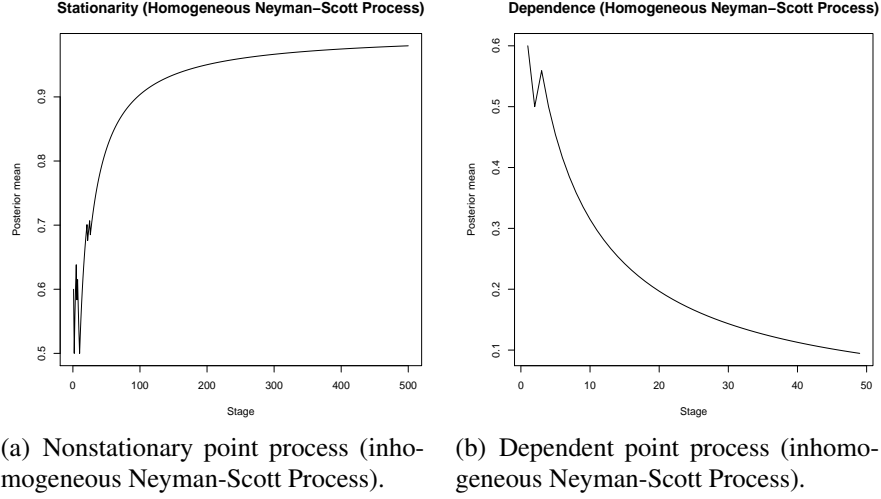 Stationarity (Homogeneous Neyman−Scott Process)
Posterior mean
0.5
0.6
0.7
0.8
0.9
0
100
200
300
400
500
Stage
(a) Nonstationary point process (inho-
mogeneous Neyman-Scott Process).
Dependence (Homogeneous Neyman−Scott Process)
Posterior mean
0.1
0.2
0.3
0.4
0.5
0.6
0
10
20
30
40
50
Stage
(b) Dependent point process (inhomo-
geneous Neyman-Scott Process).